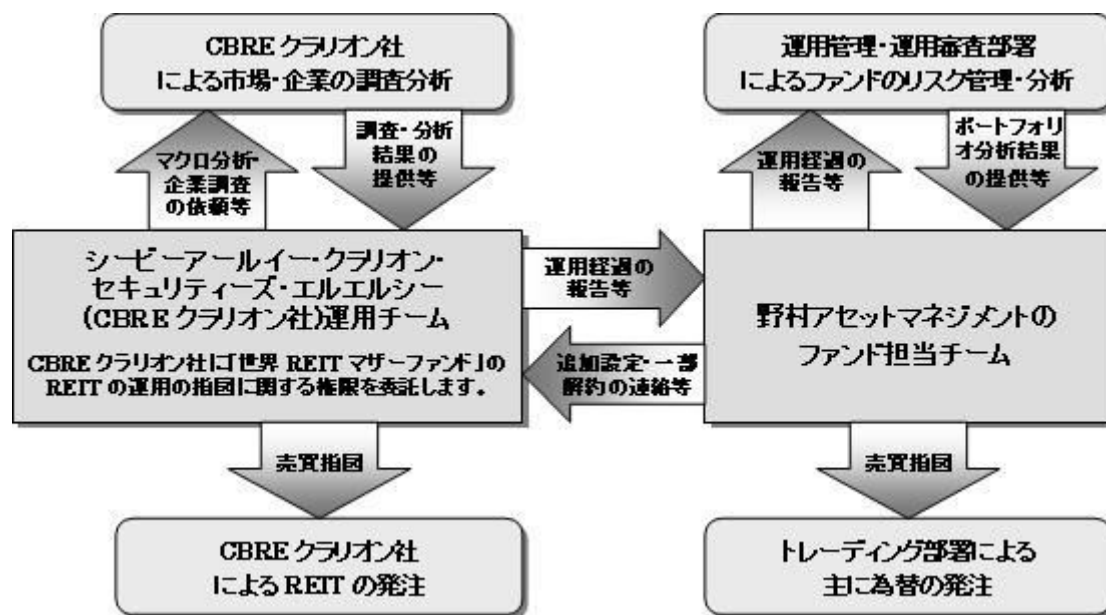 CBRE クラリオン社
による市場・企業の調査分析
運用管理・運用審査部署
によるファンドのリスク管理・分析
マクロ分析・
企業調査
の依頼等
調査・分析
結果の
提供等
運用経過の
報告等
ポートフォリ
オ分析結果
の提供等
シービーアールイー・クラリオン・
セキュリティーズ・エルエルシー
(CBRE クラリオン社)運用チーム
CBRE クラリオン社に「世界 REIT マザーファンド」の
REIT の運用の指図に関する権限を委託します。
運用経過の
報告等
追加設定・一部
解約の連絡等
野村アセットマネジメントの
ファンド担当チーム
売買指図
売買指図
CBRE クラリオン社
による REIT の発注
トレーディング部署による
主に為替の発注